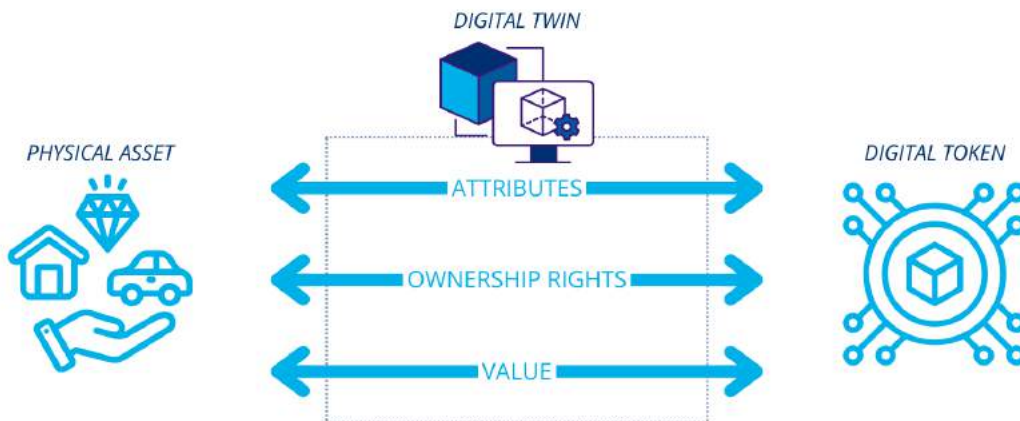 DIGITAL TWIN
PHYSICAL ASSET
DIGITAL TOKEN
ATTRIBUTES
OWNERSHIP RIGHTS
VALUE